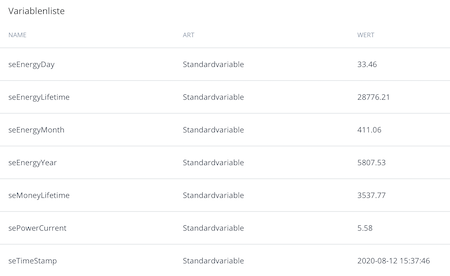 Variablenliste
NAME ART WERT
seEnergyDay Standardvariable 33.46
seEnergyLifetime Standardvariable 28776.21
seEnergyMonth Standardvariable 411.06
seEnergyYear Standardvariable 5807.53
seMoneyLifetime Standardvariable 3537.77
sePowerCurrent Standardvariable 5.58
seTimeStamp Standardvariable 2020-08-12 15:37:46